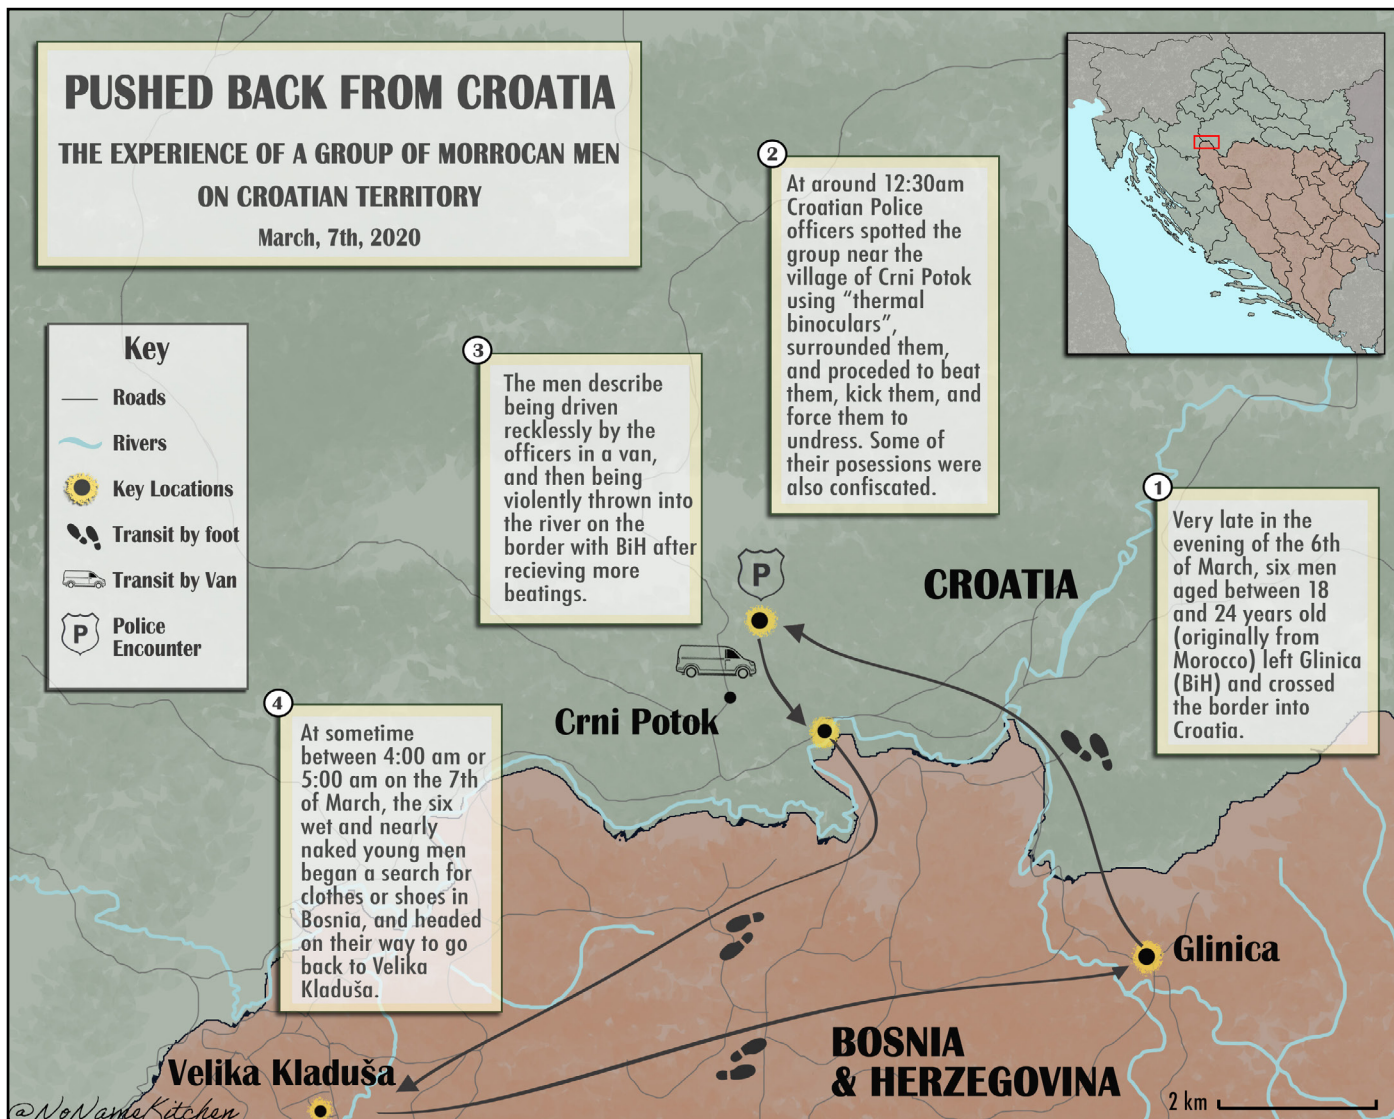 PUSHED BACK FROM CROATIA
THE EXPERIENCE OF A GROUP OF MORROCAN MEN
ON CROATIAN TERRITORY
March, 7th, 2020
Key
Roads
Rivers
Key Locations
Transit by foot
Transit by Van
P
Police
Encounter
2
At around 12:30am
Croatian Police
officers spotted the
group near the
village of Crni Potok
using “thermal
binoculars”,
surrounded them,
and proceded to beat
them, kick them, and
force them to
undress. Some of
their posessions were
also confiscated.
3
The men describe
being driven
recklessly by the
officers in a van,
and then being
violently thrown into
the river on the
border with BiH after
recieving more
beatings.
1
Very late in the
evening of the 6th
of March, six men
aged between 18
and 24 years old
(originally from
Morocco) left Glinica
(BiH) and crossed
the border into
Croatia.
P
CROATIA
Crni Potok
4
At sometime
between 4:00 am or
5:00 am on the 7th
of March, the six
wet and nearly
naked young men
began a search for
clothes or shoes in
Bosnia, and headed
on their way to go
back to Velika
Kladuša.
Glinica
BOSNIA
& HERZEGOVINA
Velika Kladuša
@NoNameKitchen
2 km